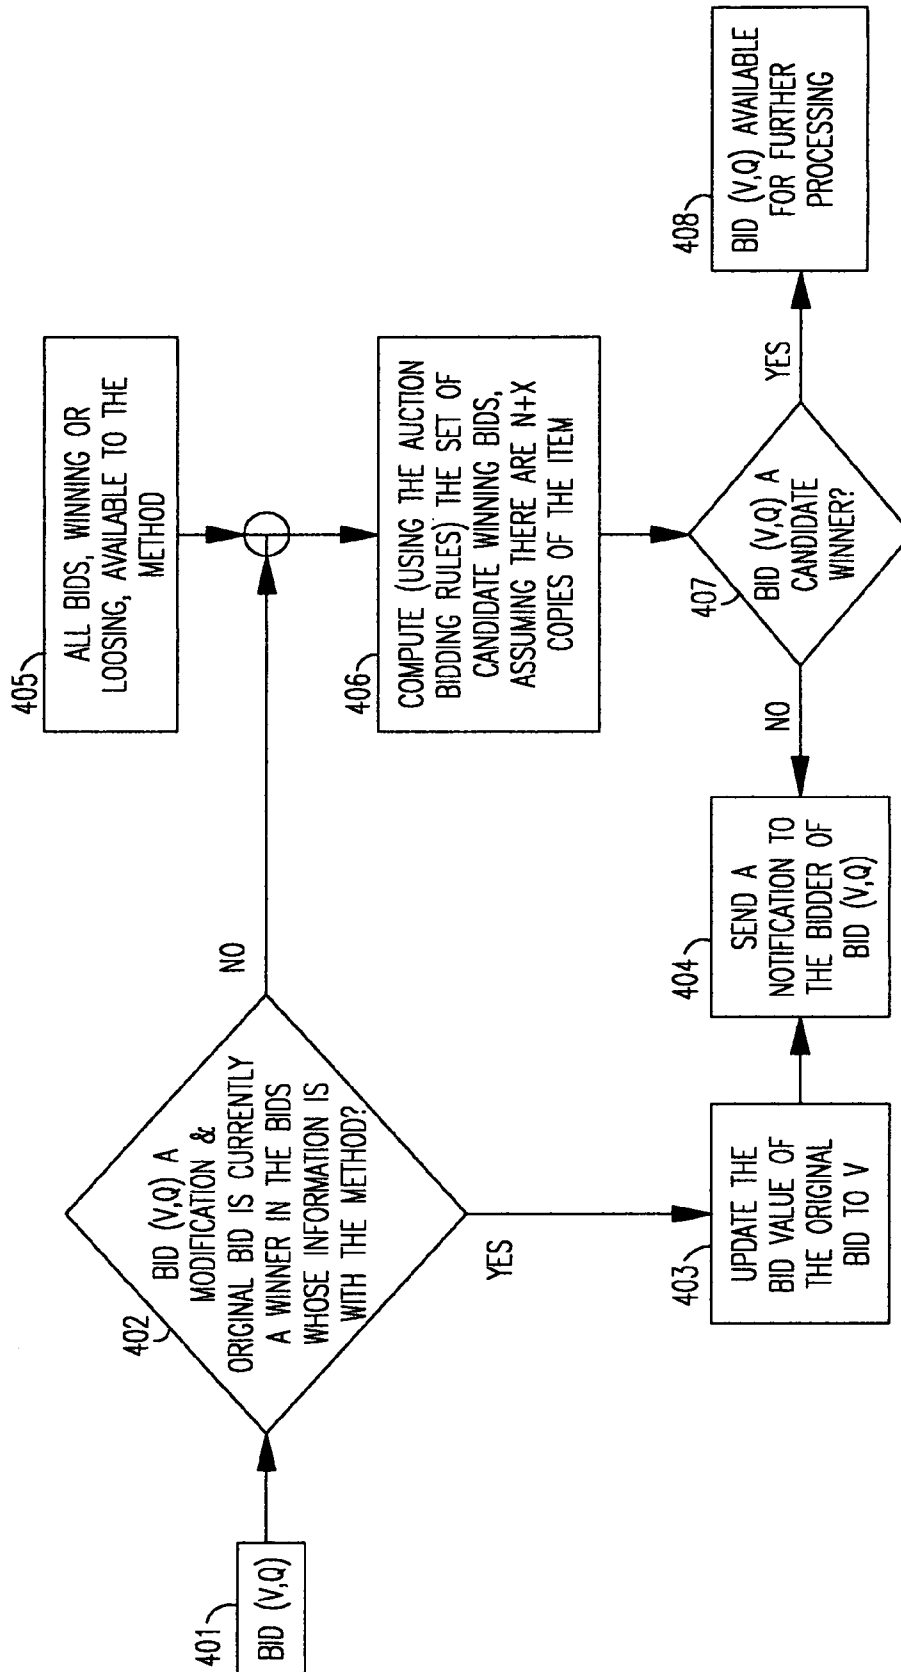 401
BID (V,Q)
402
BID (V,Q) A
MODIFICATION &
ORIGINAL BID IS CURRENTLY
A WINNER IN THE BIDS
WHOSE INFORMATION IS
WITH THE METHOD?
NO
YES
403
UPDATE THE
BID VALUE OF
THE ORIGINAL
BID TO V
404
SEND A
NOTIFICATION TO
THE BIDDER OF
BID (V,Q)
405
ALL BIDS, WINNING OR
LOOSING, AVAILABLE TO THE
METHOD
406
COMPUTE (USING THE AUCTION
BIDDING RULES) THE SET OF
CANDIDATE WINNING BIDS,
ASSUMING THERE ARE N+X
COPIES OF THE ITEM
407
BID (V,Q) A
CANDIDATE
WINNER?
NO
YES
408
BID (V,Q) AVAILABLE
FOR FURTHER
PROCESSING